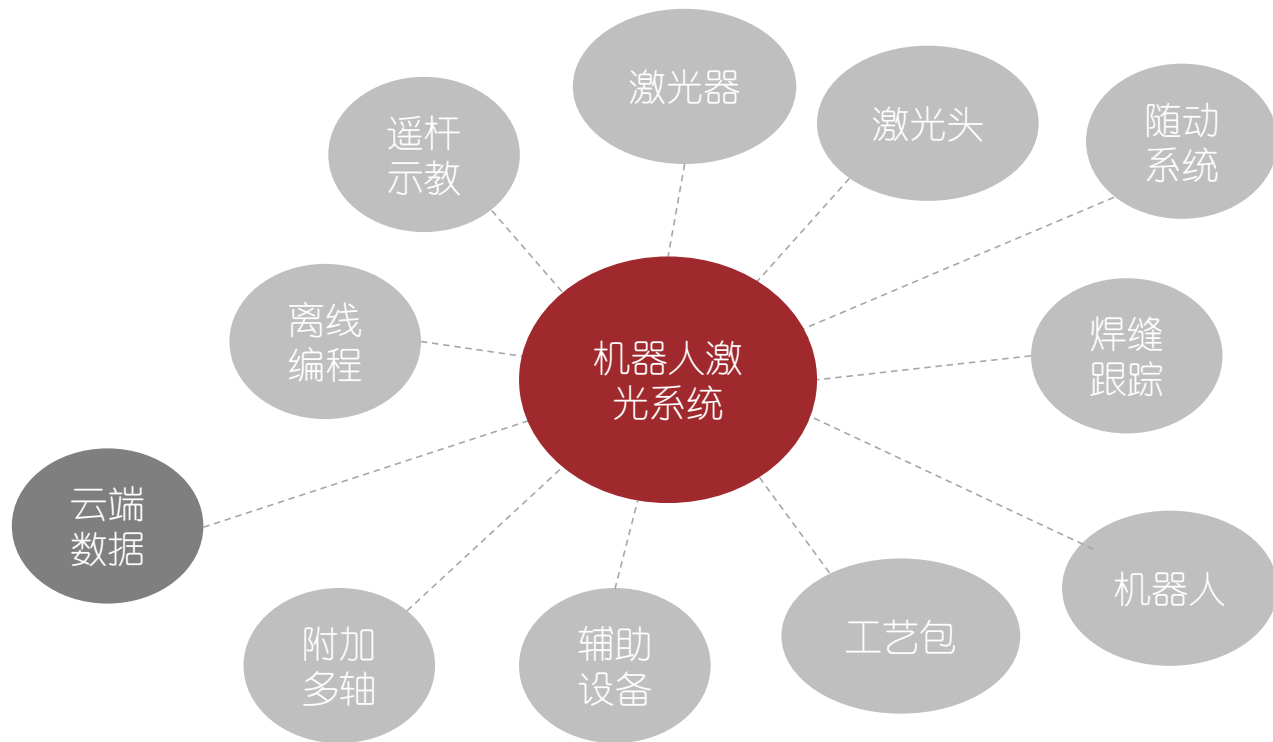 激光器
激光头
随动
系统
遥杆
示教
离线
编程
机器人激
光系统
焊缝
跟踪
云端
数据
附加
多轴
辅助
设备
工艺包
机器人